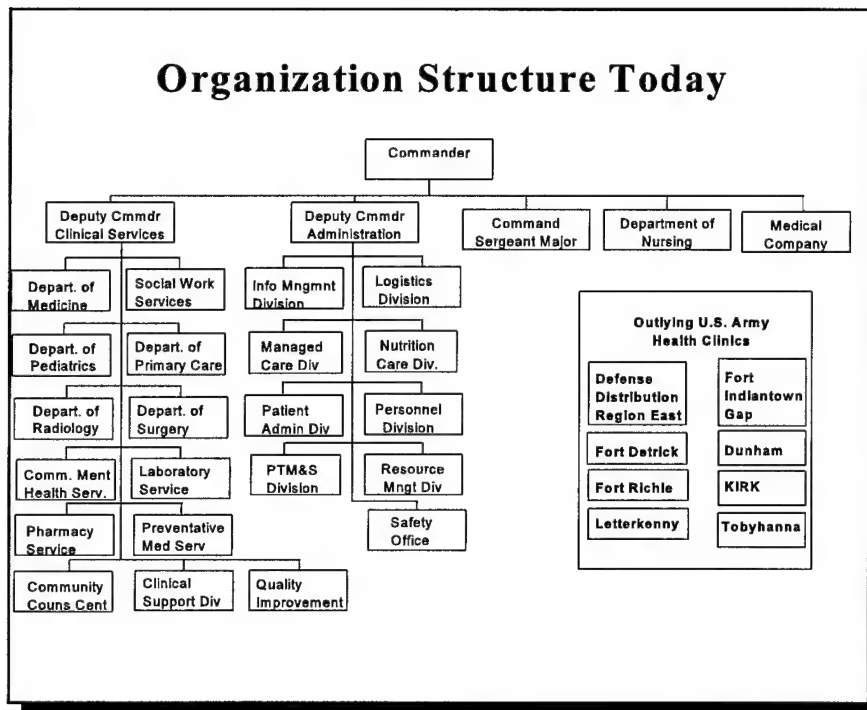 Organization Structure Today
Commander
Deputy Cmmdr
Clinical Services
Deputy Cmmdr
Administration
Command
Sergeant Major
Department of
Nursing
Medical
Company
Depart. of
Medicine
Social Work
Services
Info Mngmnt
Division
Logistics
Division
Depart. of
Pediatrics
Depart. of
Primary Care
Managed
Care Div
Nutrition
Care Div.
Depart. of
Radiology
Depart. of
Surgery
Patient
Admin Div
Personnel
Division
Comm. Ment
Health Serv.
Laboratory
Service
PTM&S
Division
Resource
Mngt Div
Pharmacy
Service
Preventative
Med Serv
Safety
Office
Community
Couns Cent
Clinical
Support Div
Quality
Improvement
Outlying U.S. Army
Health Clinics
Defense
Distribution
Region East
Fort
Indiantown
Gap
Fort Detrick
Dunham
Fort Richie
KIRK
Letterkenny
Tobyhanna